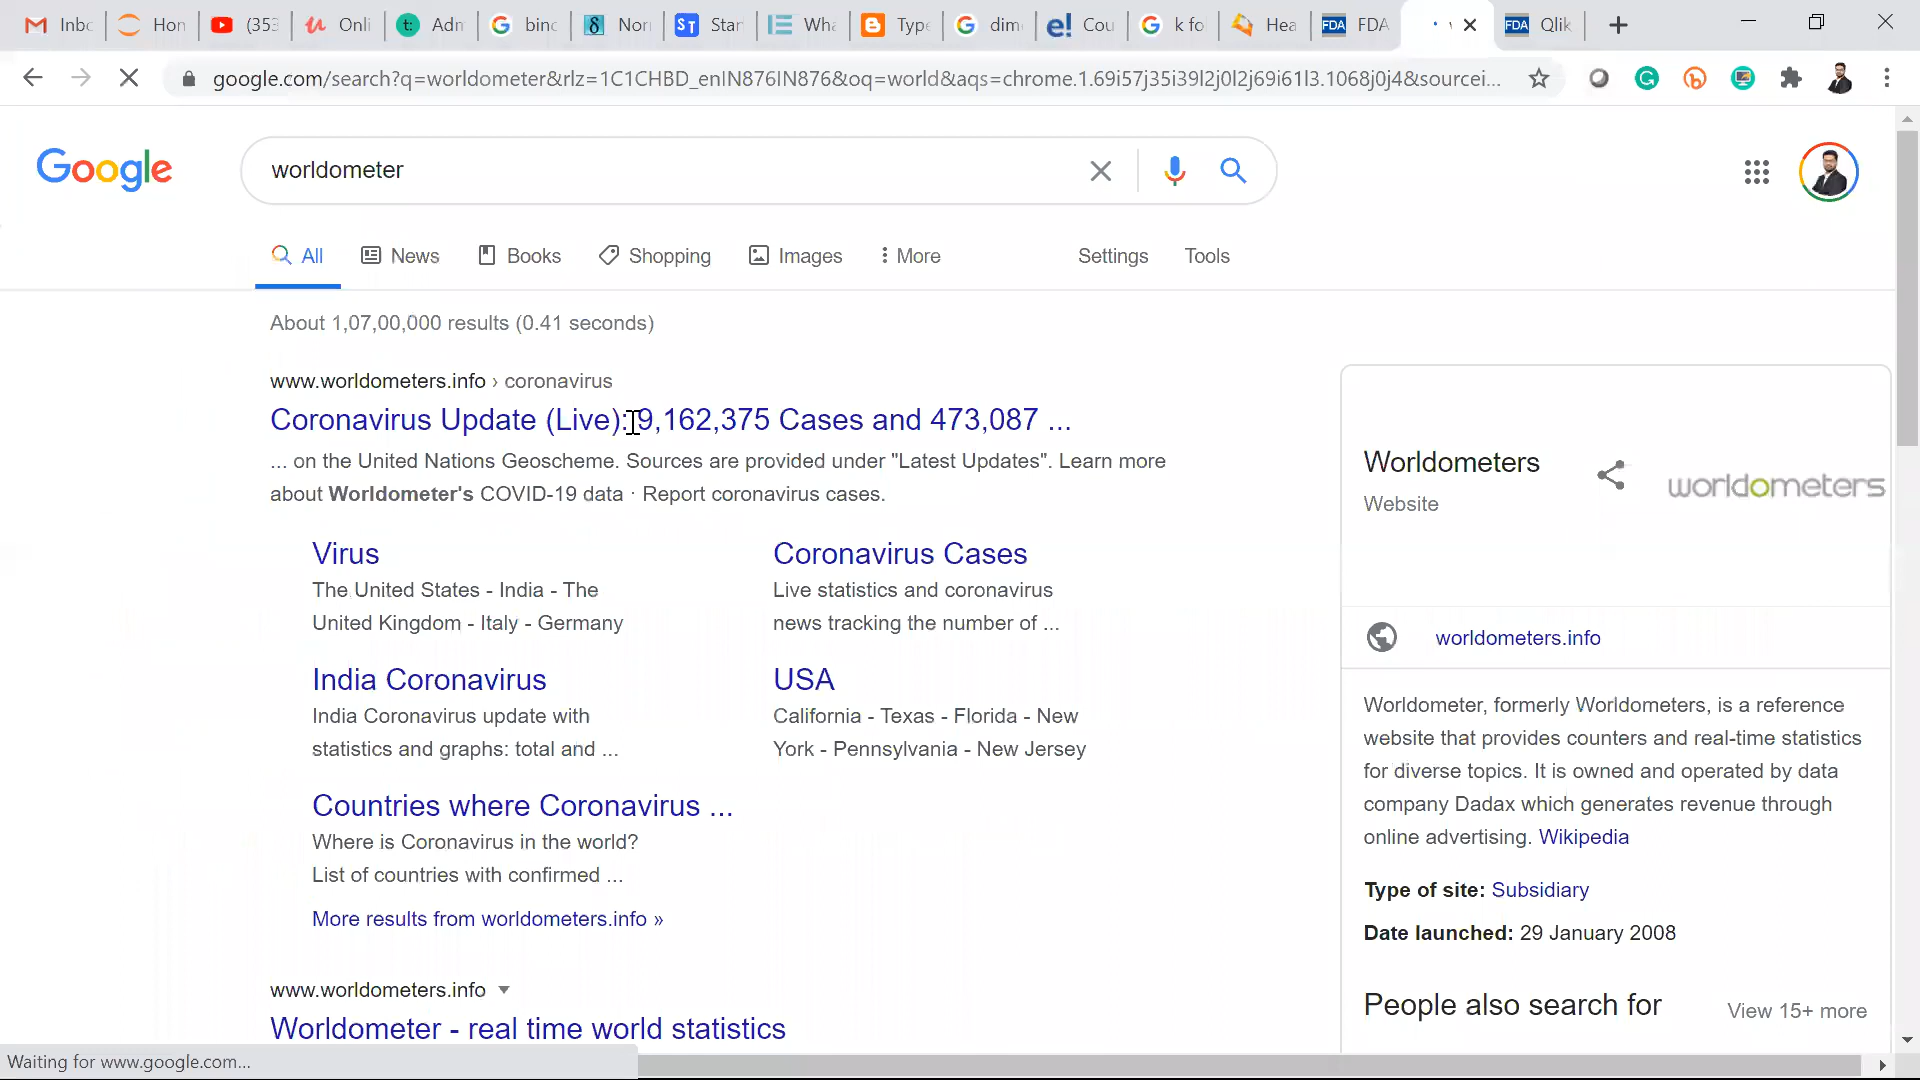 Inbc
Hon
(353
Onli
Adn
binc
Nori
Star
Wha
Type
dime
Cou
k fo
Hea
FDA
FDA
FDA
Qlik
google.com/search?q=worldometer&rlz=1C1CHBD_enIN876IN876&oq=world&aqs=chrome.1.69i57j35i39l2j0l2j69i61l3.1068j0j4&sourcei...
Google
worldometer
All
News
Books
Shopping
Images
More
Settings
Tools
About 1,07,00,000 results (0.41 seconds)
www.worldometers.info › coronavirus
Coronavirus Update (Live): 9,162,375 Cases and 473,087 ...
... on the United Nations Geoscheme. Sources are provided under "Latest Updates". Learn more
about Worldometer's COVID-19 data · Report coronavirus cases.
Virus
The United States - India - The
United Kingdom - Italy - Germany
Coronavirus Cases
Live statistics and coronavirus
news tracking the number of ...
India Coronavirus
India Coronavirus update with
statistics and graphs: total and ...
USA
California - Texas - Florida - New
York - Pennsylvania - New Jersey
Countries where Coronavirus ...
Where is Coronavirus in the world?
List of countries with confirmed ...
More results from worldometers.info »
www.worldometers.info
Worldometer - real time world statistics
Worldometers
Website
worldometers
worldometers.info
Worldometer, formerly Worldometers, is a reference
website that provides counters and real-time statistics
for diverse topics. It is owned and operated by data
company Dadax which generates revenue through
online advertising. Wikipedia
Type of site: Subsidiary
Date launched: 29 January 2008
People also search for
View 15+ more
Waiting for www.google.com...